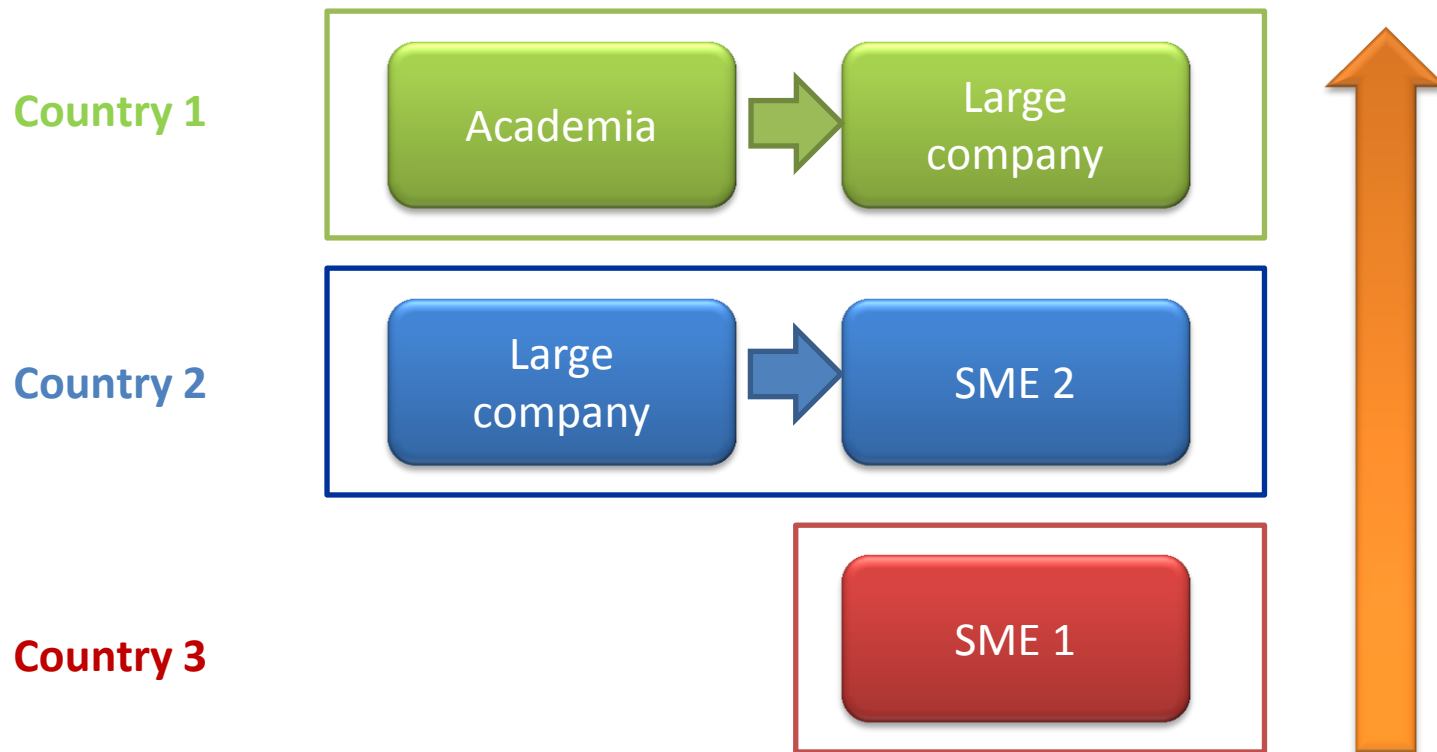 Country 1
Academia
Large
company
Country 2
Large
company
SME 2
Country 3
SME 1